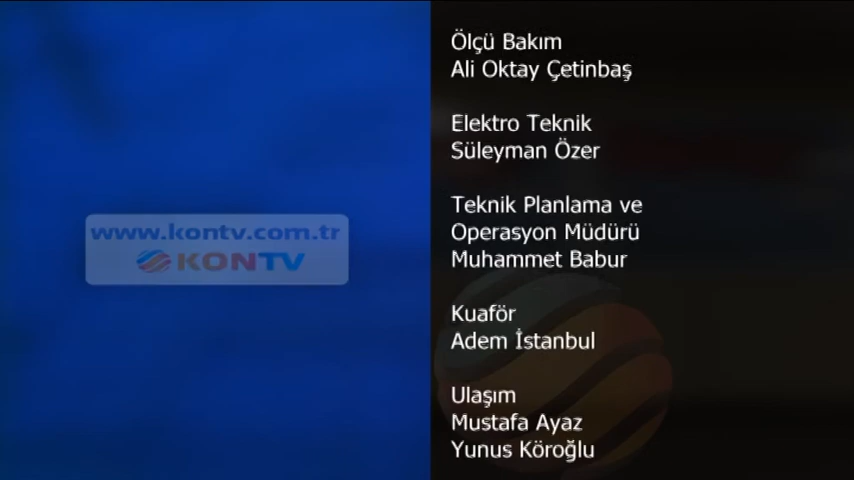 www.kontv.com.tr
KONTV
Ölçü Bakım
Ali Oktay Çetinbaş
Elektro Teknik
Süleyman Özer
Teknik Planlama ve
Operasyon Müdürü
Muhammet Babur
Kuaför
Adem İstanbul
Ulaşım
Mustafa Ayaz
Yunus Köroğlu